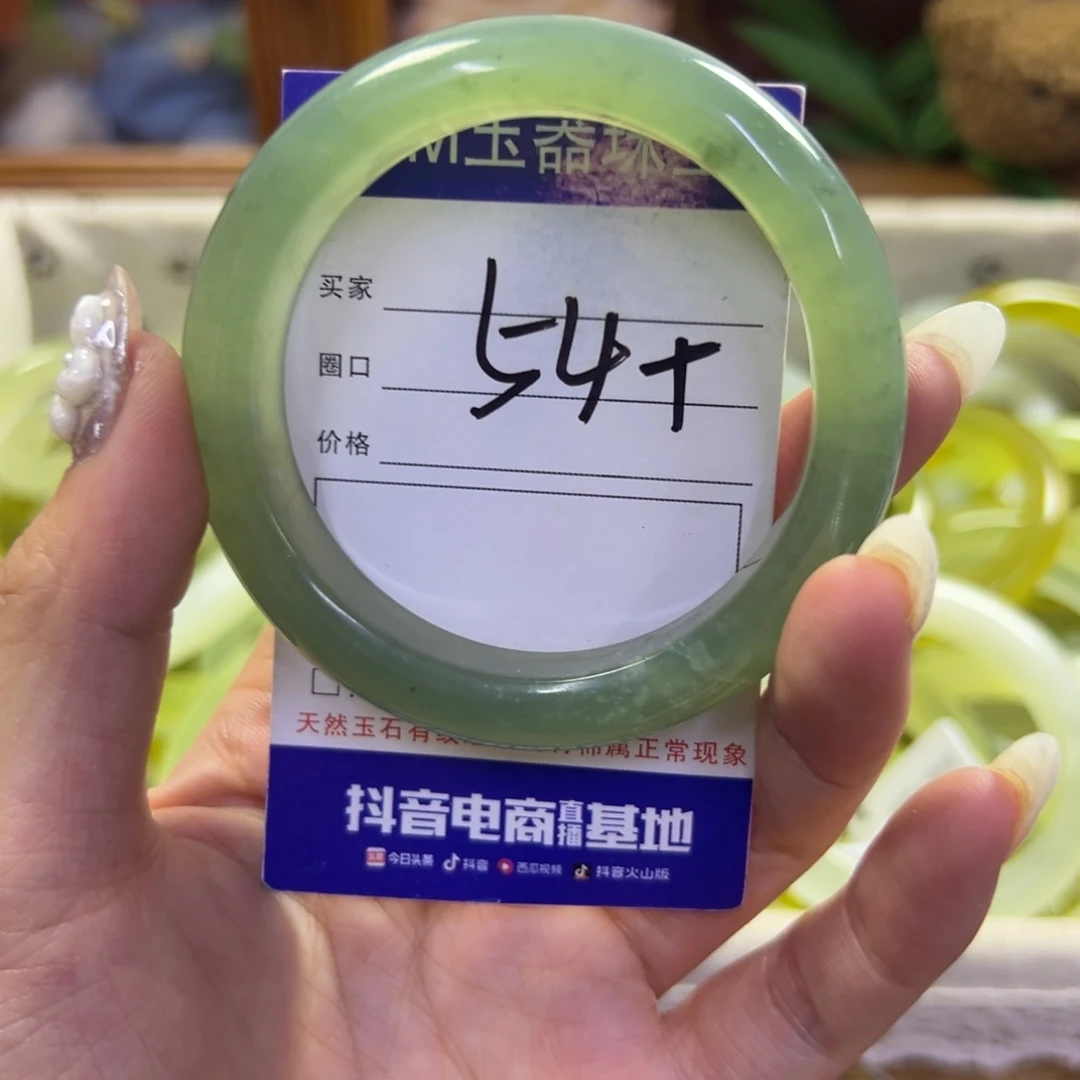 玉器珠
买家
圈口 54+
价格
天然玉石有 属正常现象
抖音电商直播基地
今日头条 抖音 西瓜视频 抖音火山版